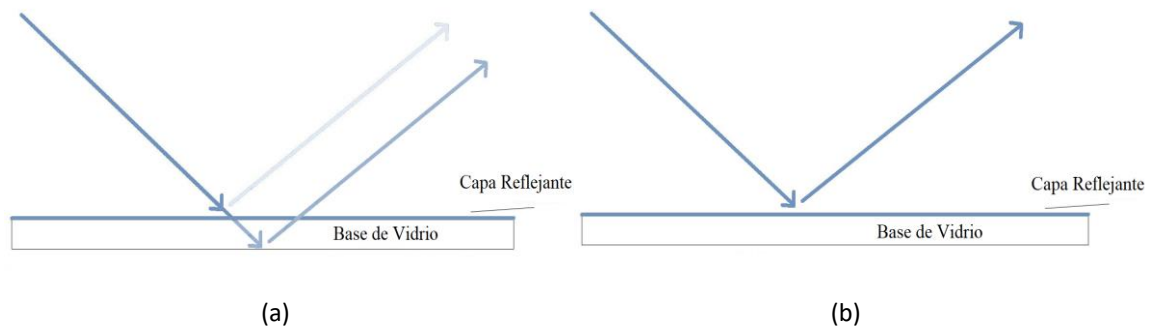 Capa Reflejante
Base de Vidrio
Capa Reflejante
Base de Vidrio
(a)
(b)